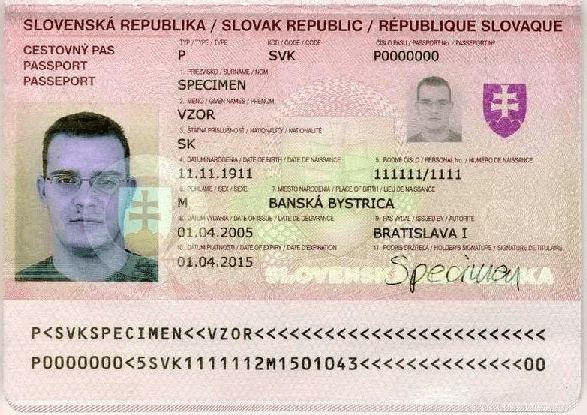 SLOVENSKÁ REPUBLIKA / SLOVAK REPUBLIC / RÉPUBLIQUE SLOVAQUE
CESTOVNÝ PAS
PASSPORT
PASSEPORT
TYP / TYPE / TYPE KÓD / CODE / CODE ČÍSLO PASU / PASSPORT No / PASSEPORT Nº
P SVK P0000000
1. PRIEZVISKO / SURNAME / NOM
SPECIMEN
2. MENO / GIVEN NAMES / PRÉNOM
VZOR
3. ŠTÁTNA PRÍSLUŠNOSŤ / NATIONALITY / NATIONALITÉ
SK
4. DÁTUM NARODENIA / DATE OF BIRTH / DATE DE NAISSANCE 5. RODNÉ ČÍSLO / PERSONAL No. / NUMERO DE NAISSANCE
11.11.1911 111111/1111
6. POHLAVIE / SEX / SEXE 7. MIESTO NARODENIA / PLACE OF BIRTH / LIEU DE NAISSANCE
M BANSKÁ BYSTRICA
8. DÁTUM VYDANIA / DATE OF ISSUE / DATE DE DÉLIVRANCE 9. PAS VYDAL / ISSUED BY / AUTORITÉ
01.04.2005 BRATISLAVA I
10. DÁTUM PLATNOSTI / DATE OF EXPIRY / DATE D'EXPIRATION 11. PODPIS DRŽITEĽA / HOLDER'S SIGNATURE / SIGNATURE DE TITULAIRE
01.04.2015 Specimen
SLOVENSKÁ REPUBLIKA
P<SVKSPECIMEN<<VZOR<<<<<<<<<<<<<<<<<<<<<<<<<
P0000000<5SVK1111112M1501043<<<<<<<<<<<<<<00